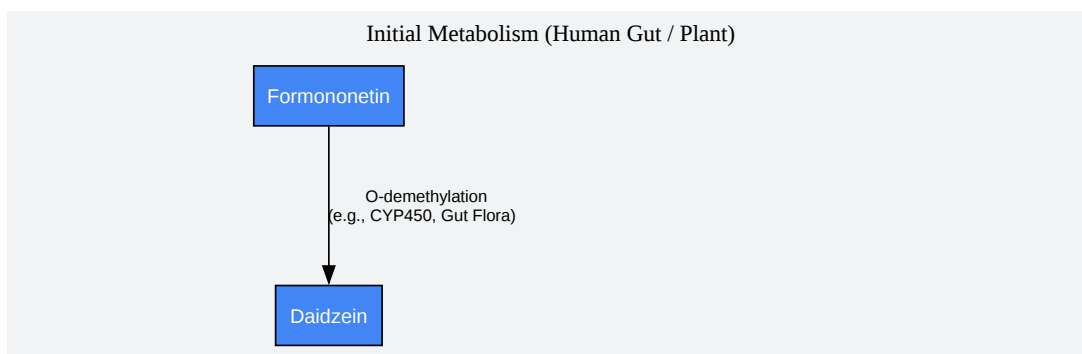 Initial Metabolism (Human Gut / Plant)
Formononetin
O-demethylation
(e.g., CYP450, Gut Flora)
Daidzein